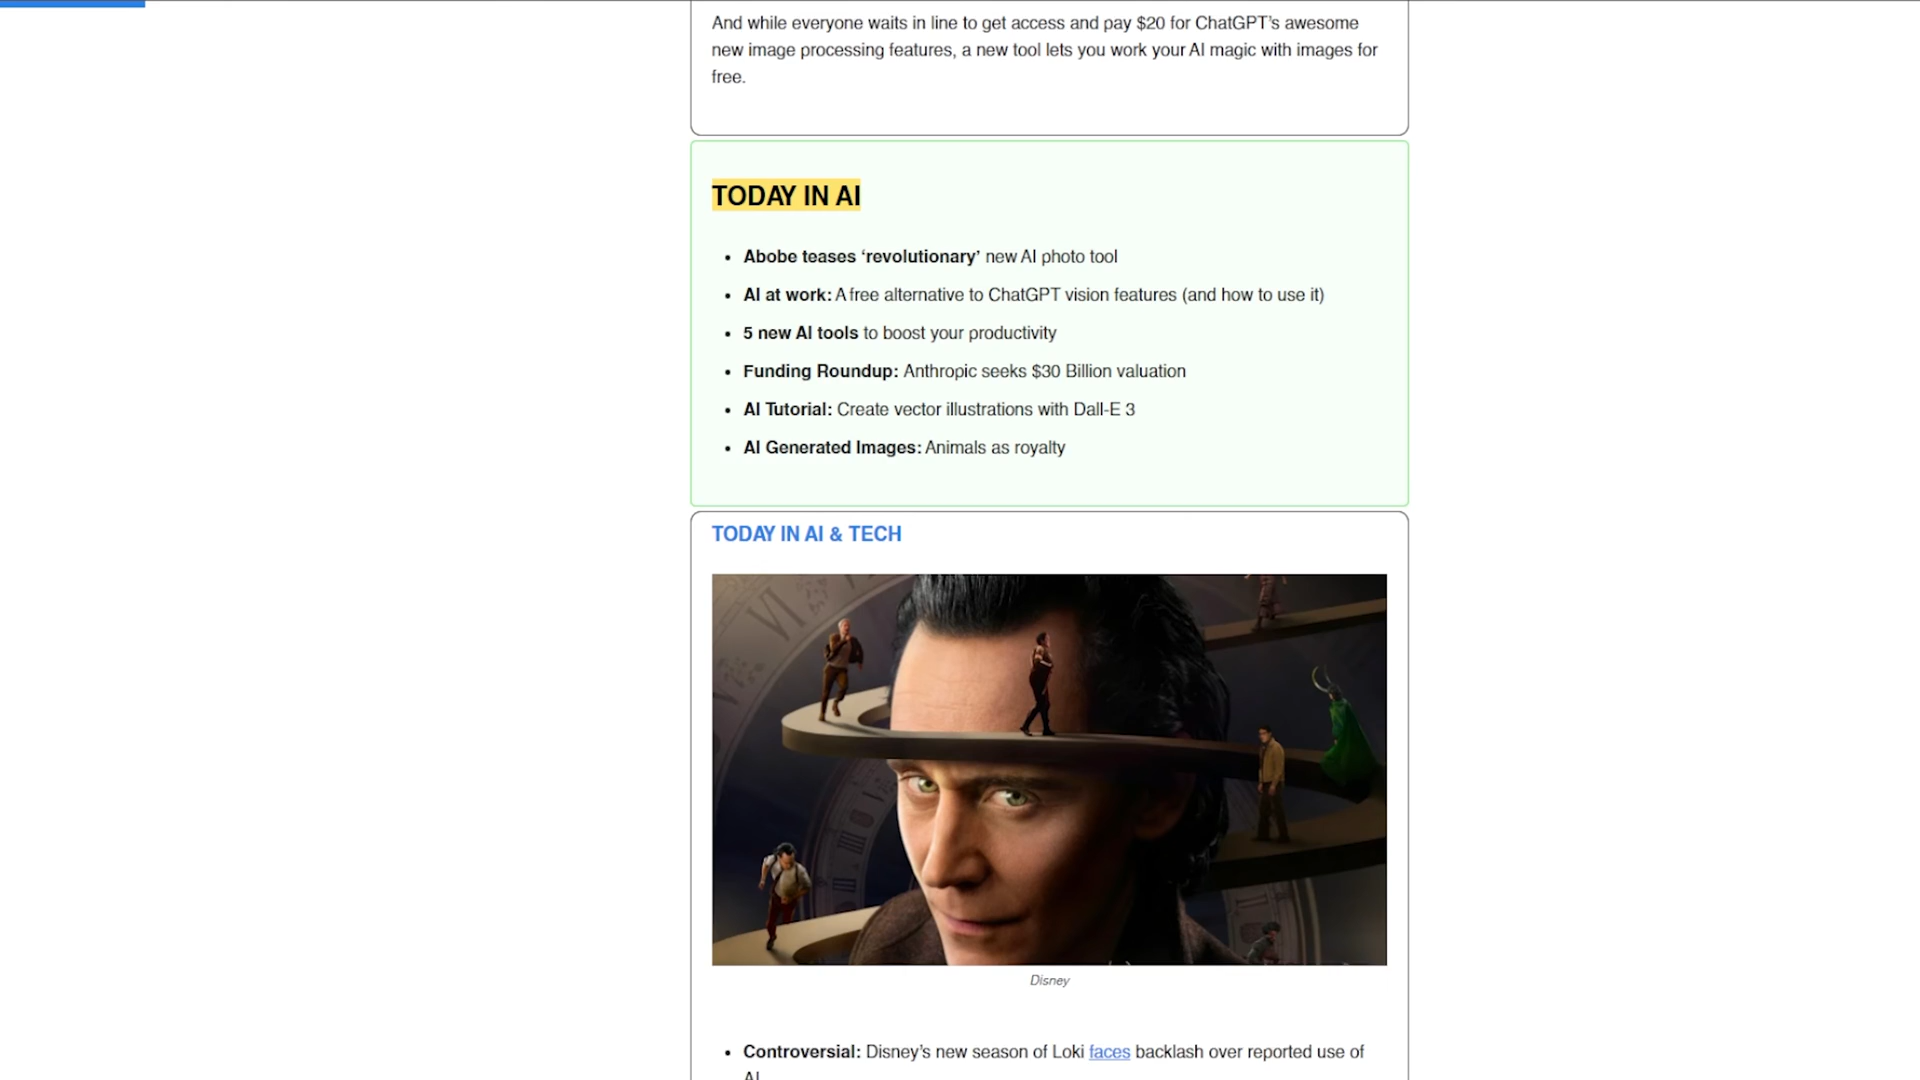 And while everyone waits in line to get access and pay $20 for ChatGPT's awesome
new image processing features, a new tool lets you work your AI magic with images for
free.
TODAY IN AI
• Abobe teases ‘revolutionary’ new AI photo tool
• AI at work: A free alternative to ChatGPT vision features (and how to use it)
• 5 new AI tools to boost your productivity
• Funding Roundup: Anthropic seeks $30 Billion valuation
• AI Tutorial: Create vector illustrations with Dall-E 3
• AI Generated Images: Animals as royalty
TODAY IN AI & TECH
VI
III
Disney
• Controversial: Disney's new season of Loki faces backlash over reported use of
AI